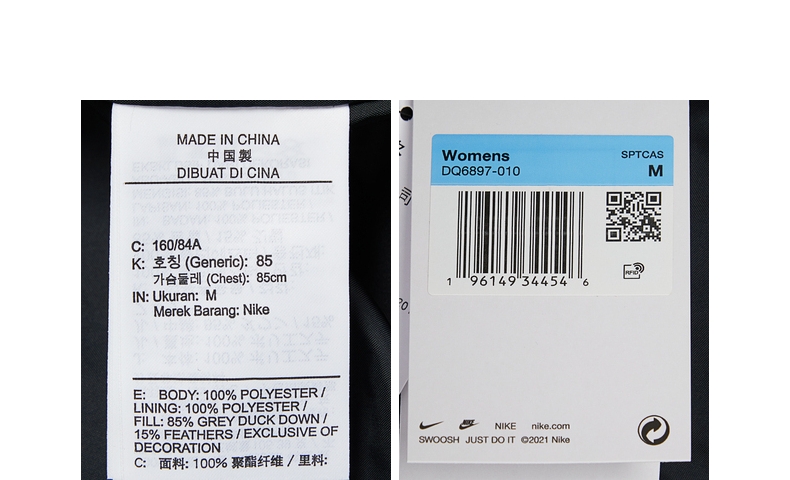 MADE IN CHINA
中国製
DIBUAT DI CINA
C: 160/84A
K: 호칭 (Generic): 85
가슴둘레 (Chest): 85cm
IN: Ukuran: M
Merek Barang: Nike
E: BODY: 100% POLYESTER /
LINING: 100% POLYESTER /
FILL: 85% GREY DUCK DOWN /
15% FEATHERS / EXCLUSIVE OF
DECORATION
C: 面料: 100% 聚酯纤维 / 里料:
司
Womens SPTCAS
DQ6897-010 M
1 96149 34454 6
RFID
NIKE nike.com
SWOOSH JUST DO IT ©2021 Nike